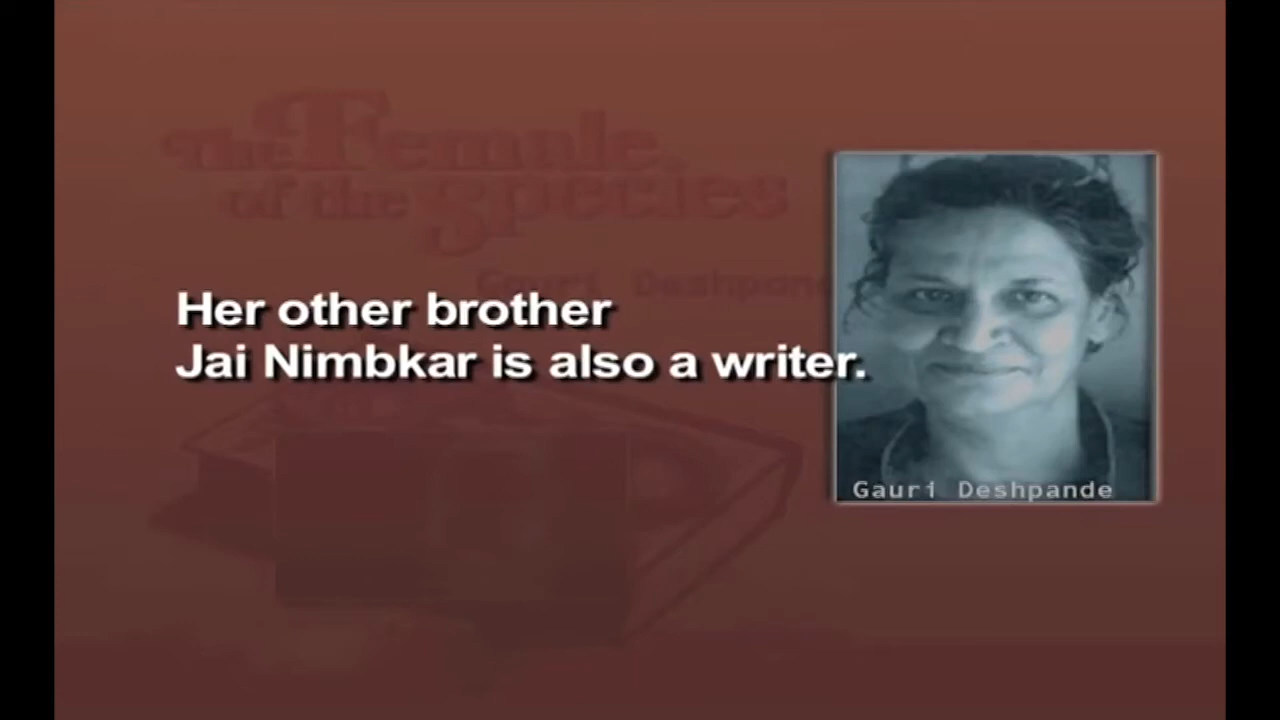 The Female
of the species
Gauri Deshpande
Her other brother
Jai Nimbkar is also a writer.
Gauri Deshpande